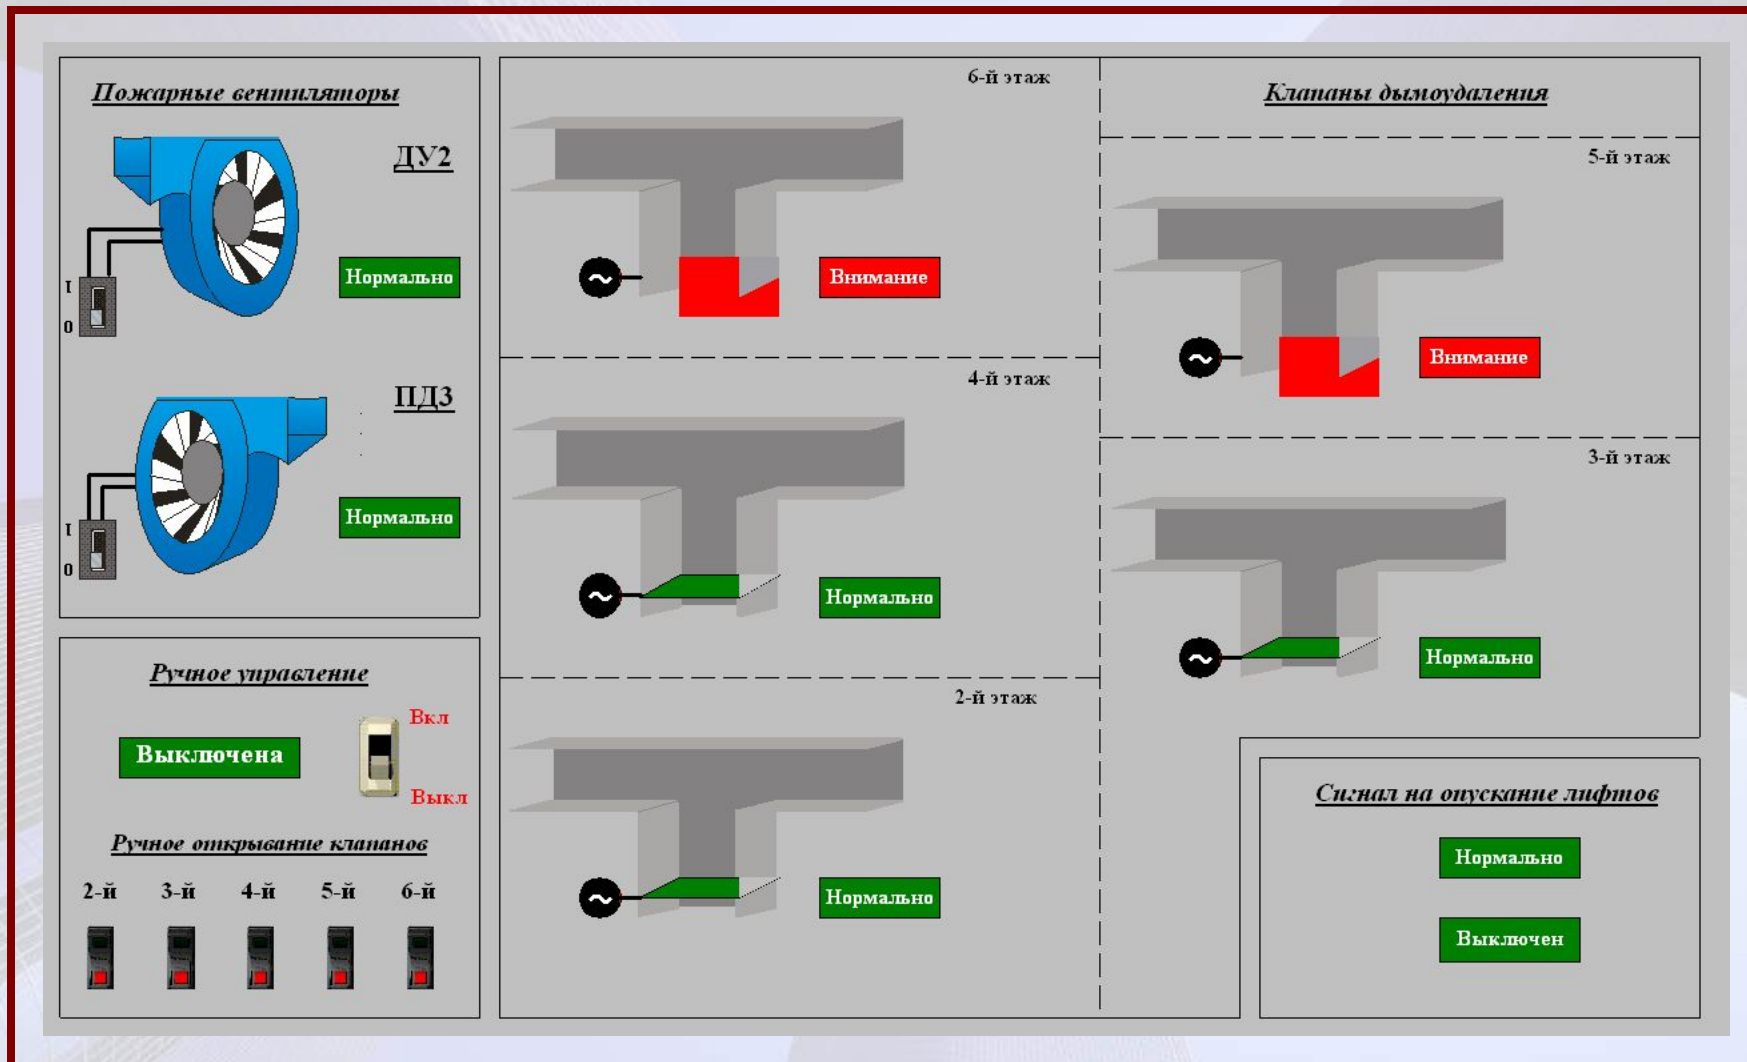 Пожарные вентиляторы
ДУ2
Нормально
I
0
ПД3
Нормально
I
0
Ручное управление
Вкл
Выключена
Выкл
Ручное открывание клапанов
2-й 3-й 4-й 5-й 6-й
6-й этаж
Внимание
4-й этаж
Нормально
2-й этаж
Нормально
Клапаны дымоудаления
5-й этаж
Внимание
3-й этаж
Нормально
Сигнал на опускание лифтов
Нормально
Выключен